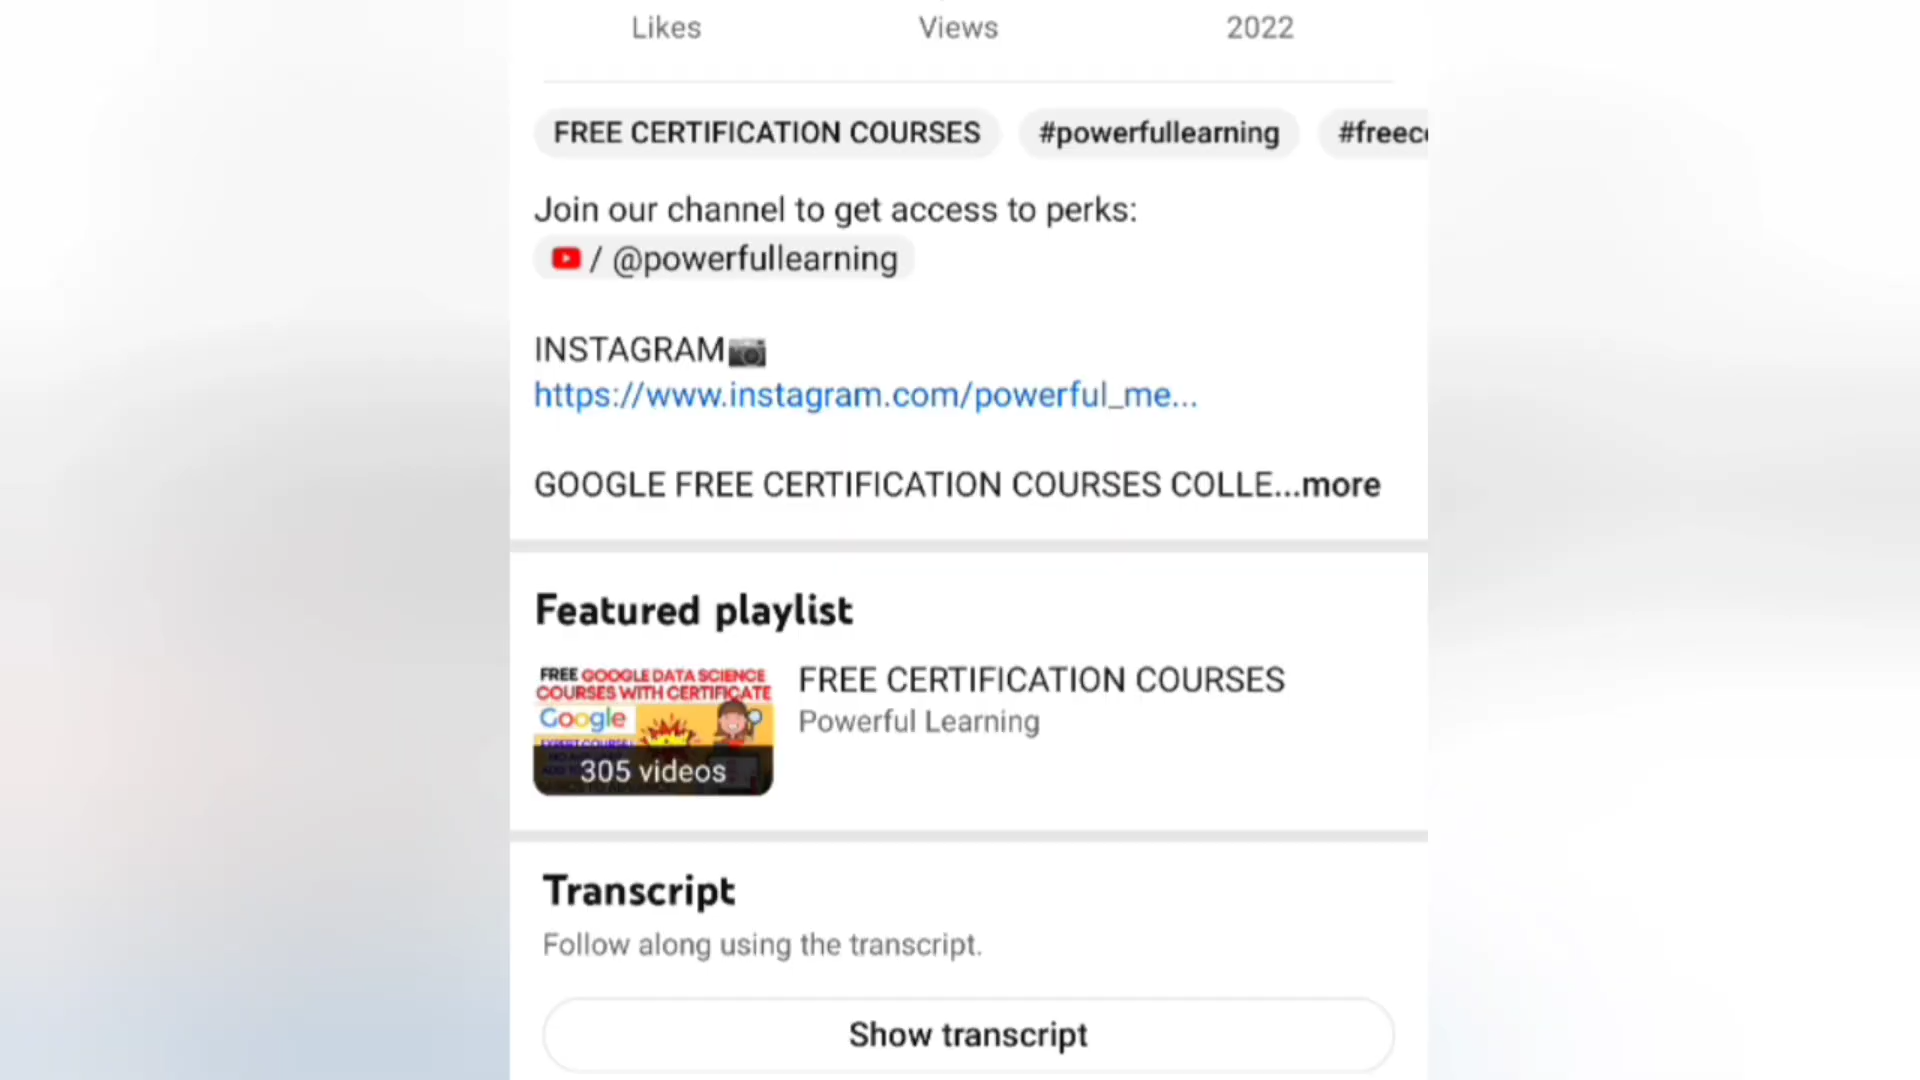 Likes Views 2022
FREE CERTIFICATION COURSES #powerfullearning #freec
Join our channel to get access to perks:
/ @powerfullearning
INSTAGRAM📷
https://www.instagram.com/powerful_me...
GOOGLE FREE CERTIFICATION COURSES COLLE...more
Featured playlist
FREE GOOGLE DATA SCIENCE
COURSES WITH CERTIFICATE
Google
305 videos
FREE CERTIFICATION COURSES
Powerful Learning
Transcript
Follow along using the transcript.
Show transcript